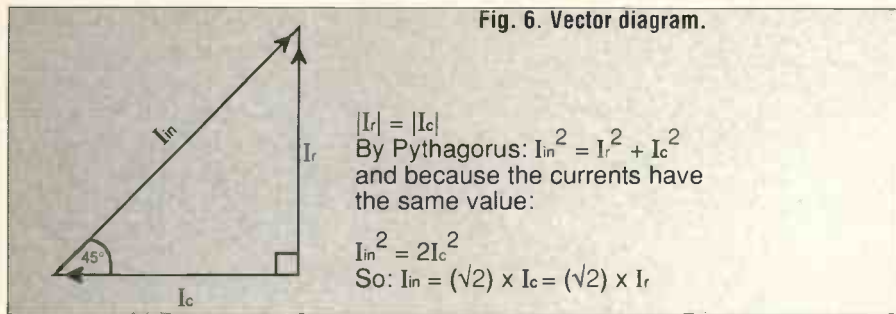 Fig. 6. Vector diagram.
Iin
Ir
45°
Ic
|Ir| = |Ic|
By Pythagorus: Iin² = Ir² + Ic²
and because the currents have
the same value:
Iin² = 2Ic²
So: Iin = (√2) x Ic = (√2) x Ir